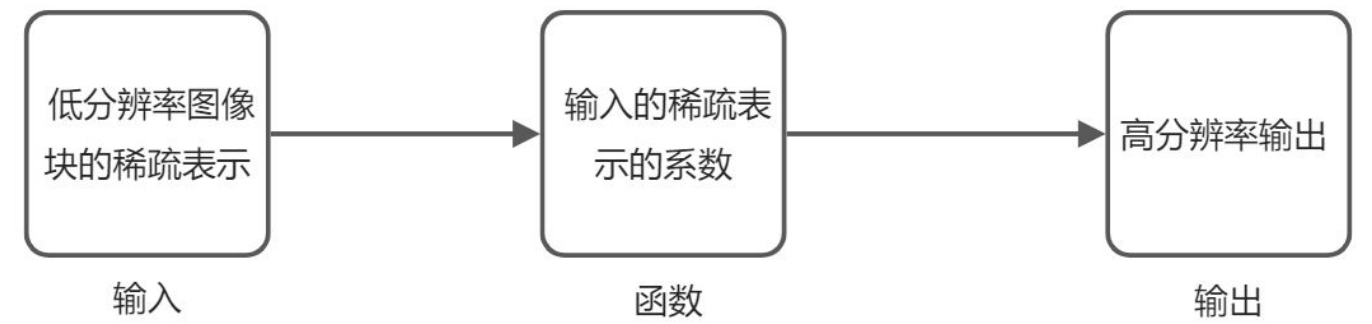 低分辨率图像
块的稀疏表示
输入的稀疏表
示的系数
高分辨率输出
输入
函数
输出